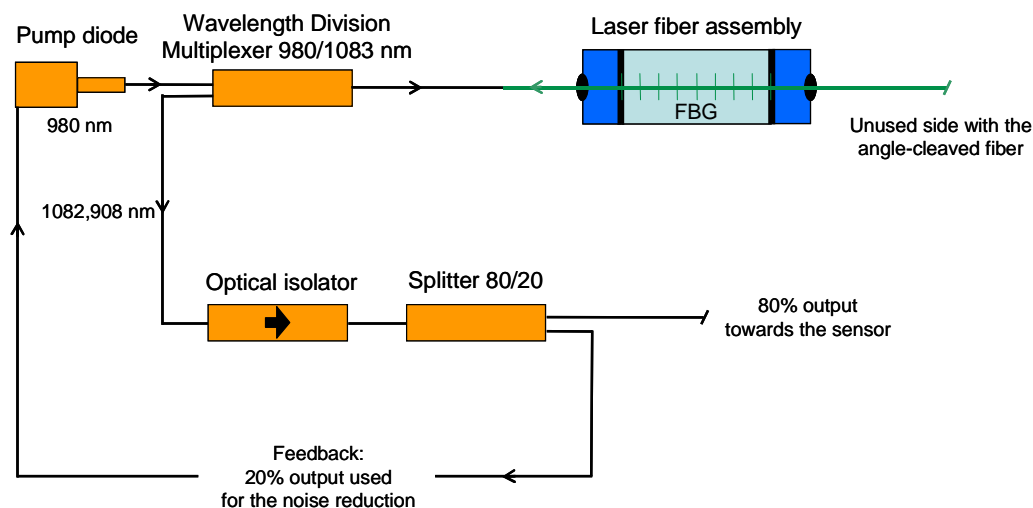 Pump diode
Wavelength Division
Multiplexer 980/1083 nm
Laser fiber assembly
980 nm
FBG
Unused side with the
angle-cleaved fiber
1082,908 nm
Optical isolator
Splitter 80/20
80% output
towards the sensor
Feedback:
20% output used
for the noise reduction